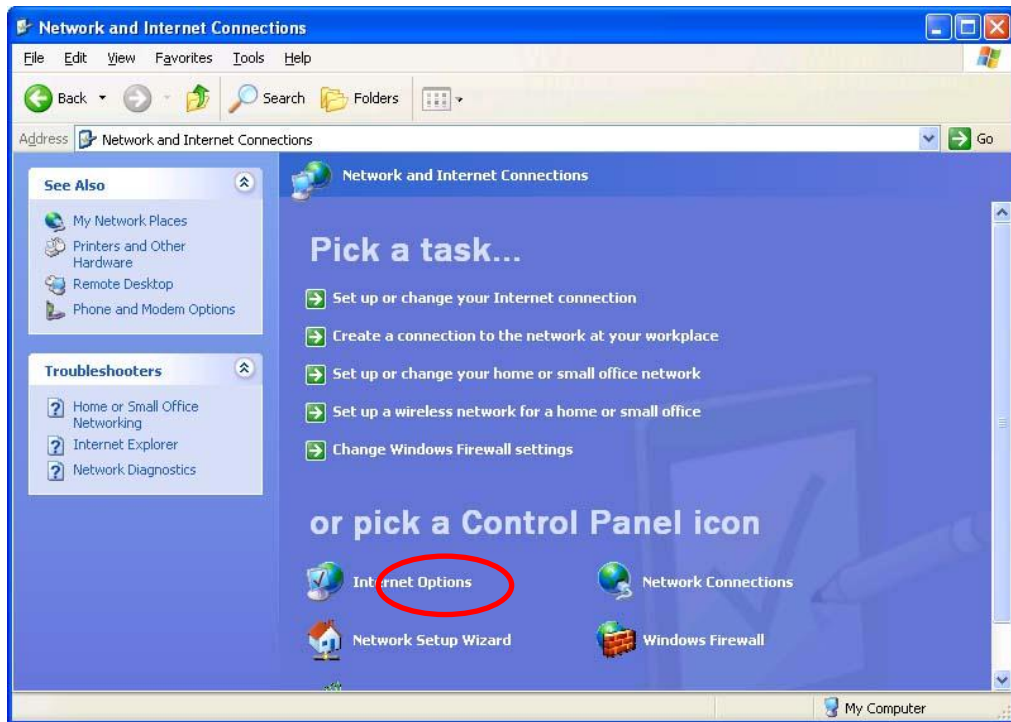 Network and Internet Connections
File Edit View Favorites Tools Help
Back Search Folders
Address Network and Internet Connections Go
See Also
My Network Places
Printers and Other
Hardware
Remote Desktop
Phone and Modem Options
Troubleshooters
Home or Small Office
Networking
Internet Explorer
Network Diagnostics
Network and Internet Connections
Pick a task...
Set up or change your Internet connection
Create a connection to the network at your workplace
Set up or change your home or small office network
Set up a wireless network for a home or small office
Change Windows Firewall settings
or pick a Control Panel icon
Internet Options Network Connections
Network Setup Wizard Windows Firewall
My Computer